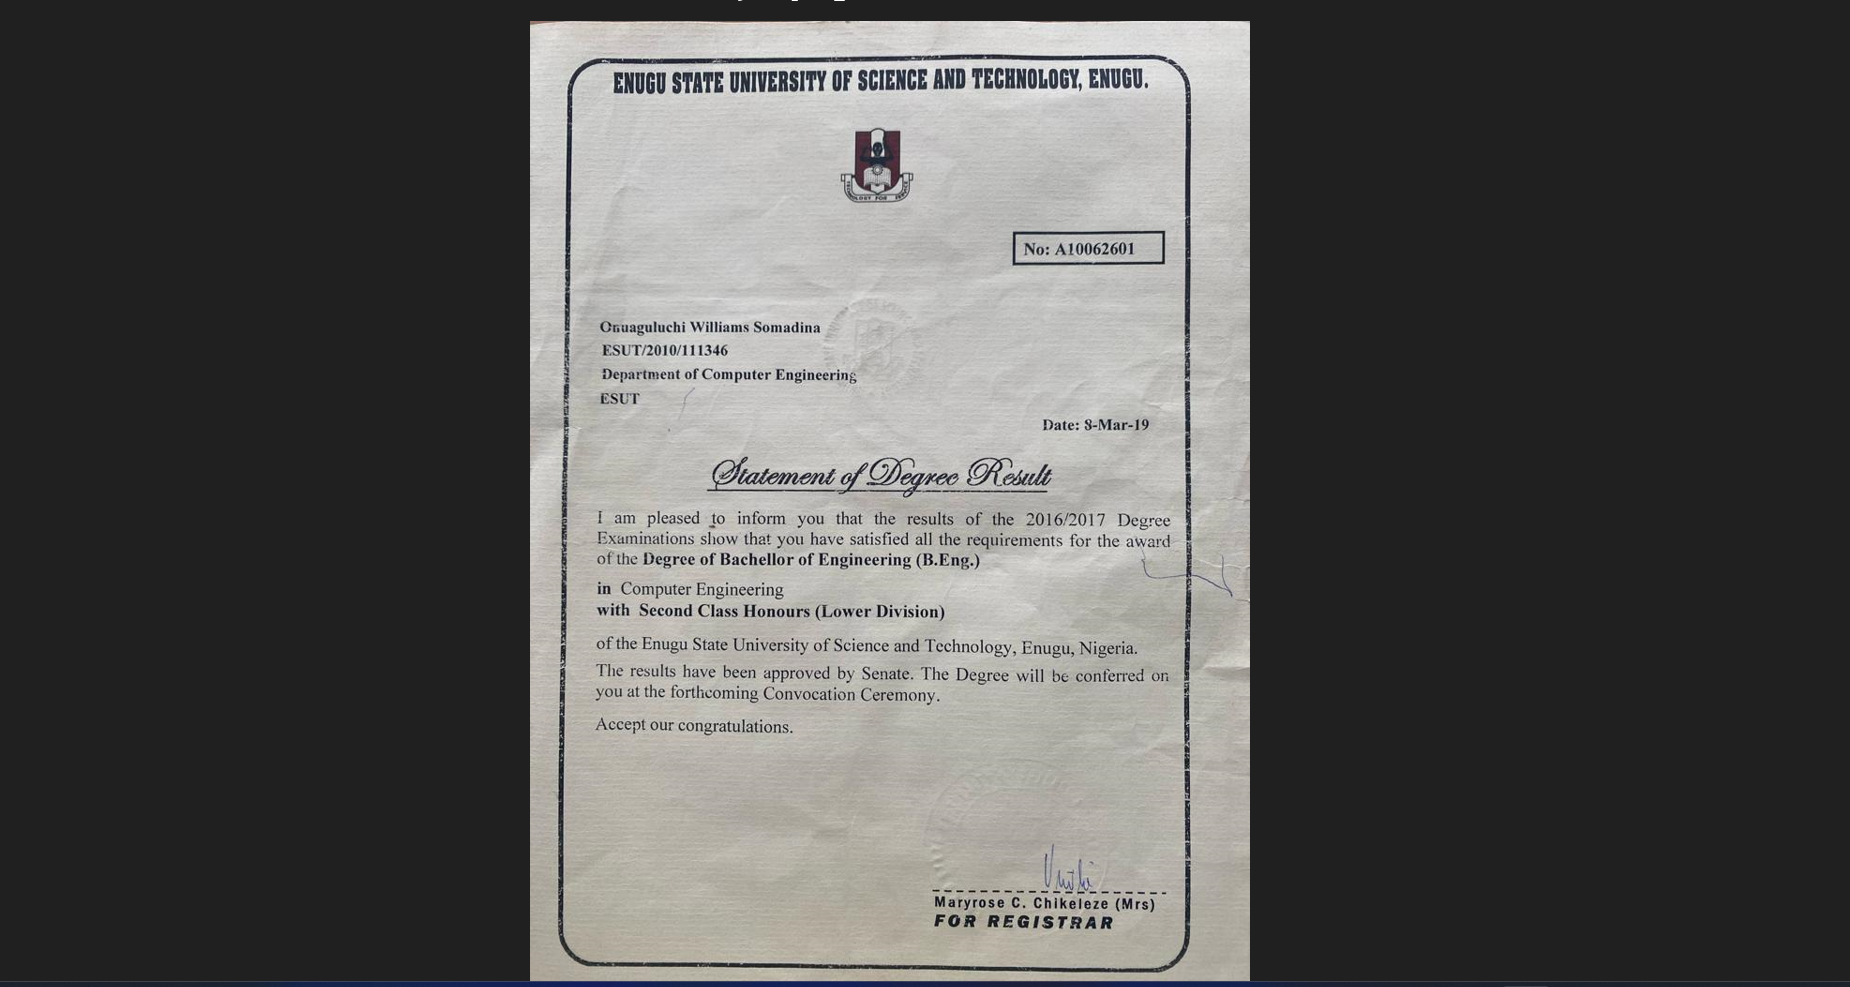 ENUGU STATE UNIVERSITY OF SCIENCE AND TECHNOLOGY, ENUGU.
No: A10062601
Onuaguluchi Williams Somadina
ESUT/2010/111346
Department of Computer Engineering
ESUT
Date: 8-Mar-19
Statement of Degree Result
I am pleased to inform you that the results of the 2016/2017 Degree
Examinations show that you have satisfied all the requirements for the award
of the Degree of Bachellor of Engineering (B.Eng.)
in Computer Engineering
with Second Class Honours (Lower Division)
of the Enugu State University of Science and Technology, Enugu, Nigeria.
The results have been approved by Senate. The Degree will be conferred on
you at the forthcoming Convocation Ceremony.
Accept our congratulations.
Maryrose C. Chikeleze (Mrs)
FOR REGISTRAR